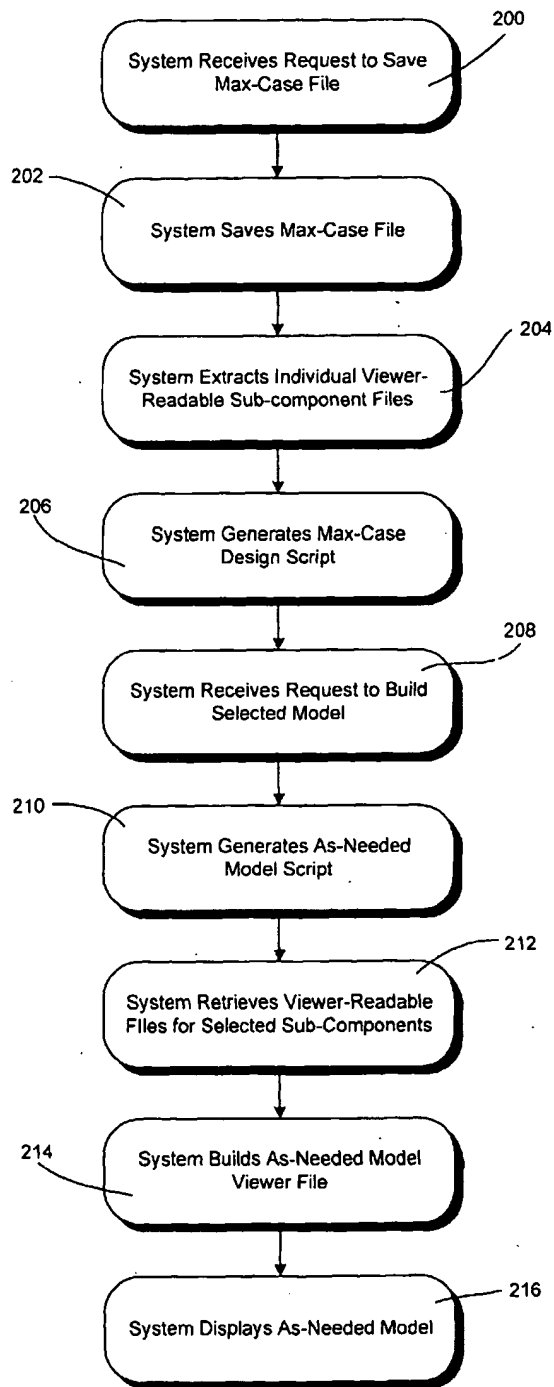 200
System Receives Request to Save
Max-Case File
202
System Saves Max-Case File
204
System Extracts Individual Viewer-
Readable Sub-component Files
206
System Generates Max-Case
Design Script
208
System Receives Request to Build
Selected Model
210
System Generates As-Needed
Model Script
212
System Retrieves Viewer-Readable
FIles for Selected Sub-Components
214
System Builds As-Needed Model
Viewer File
216
System Displays As-Needed Model